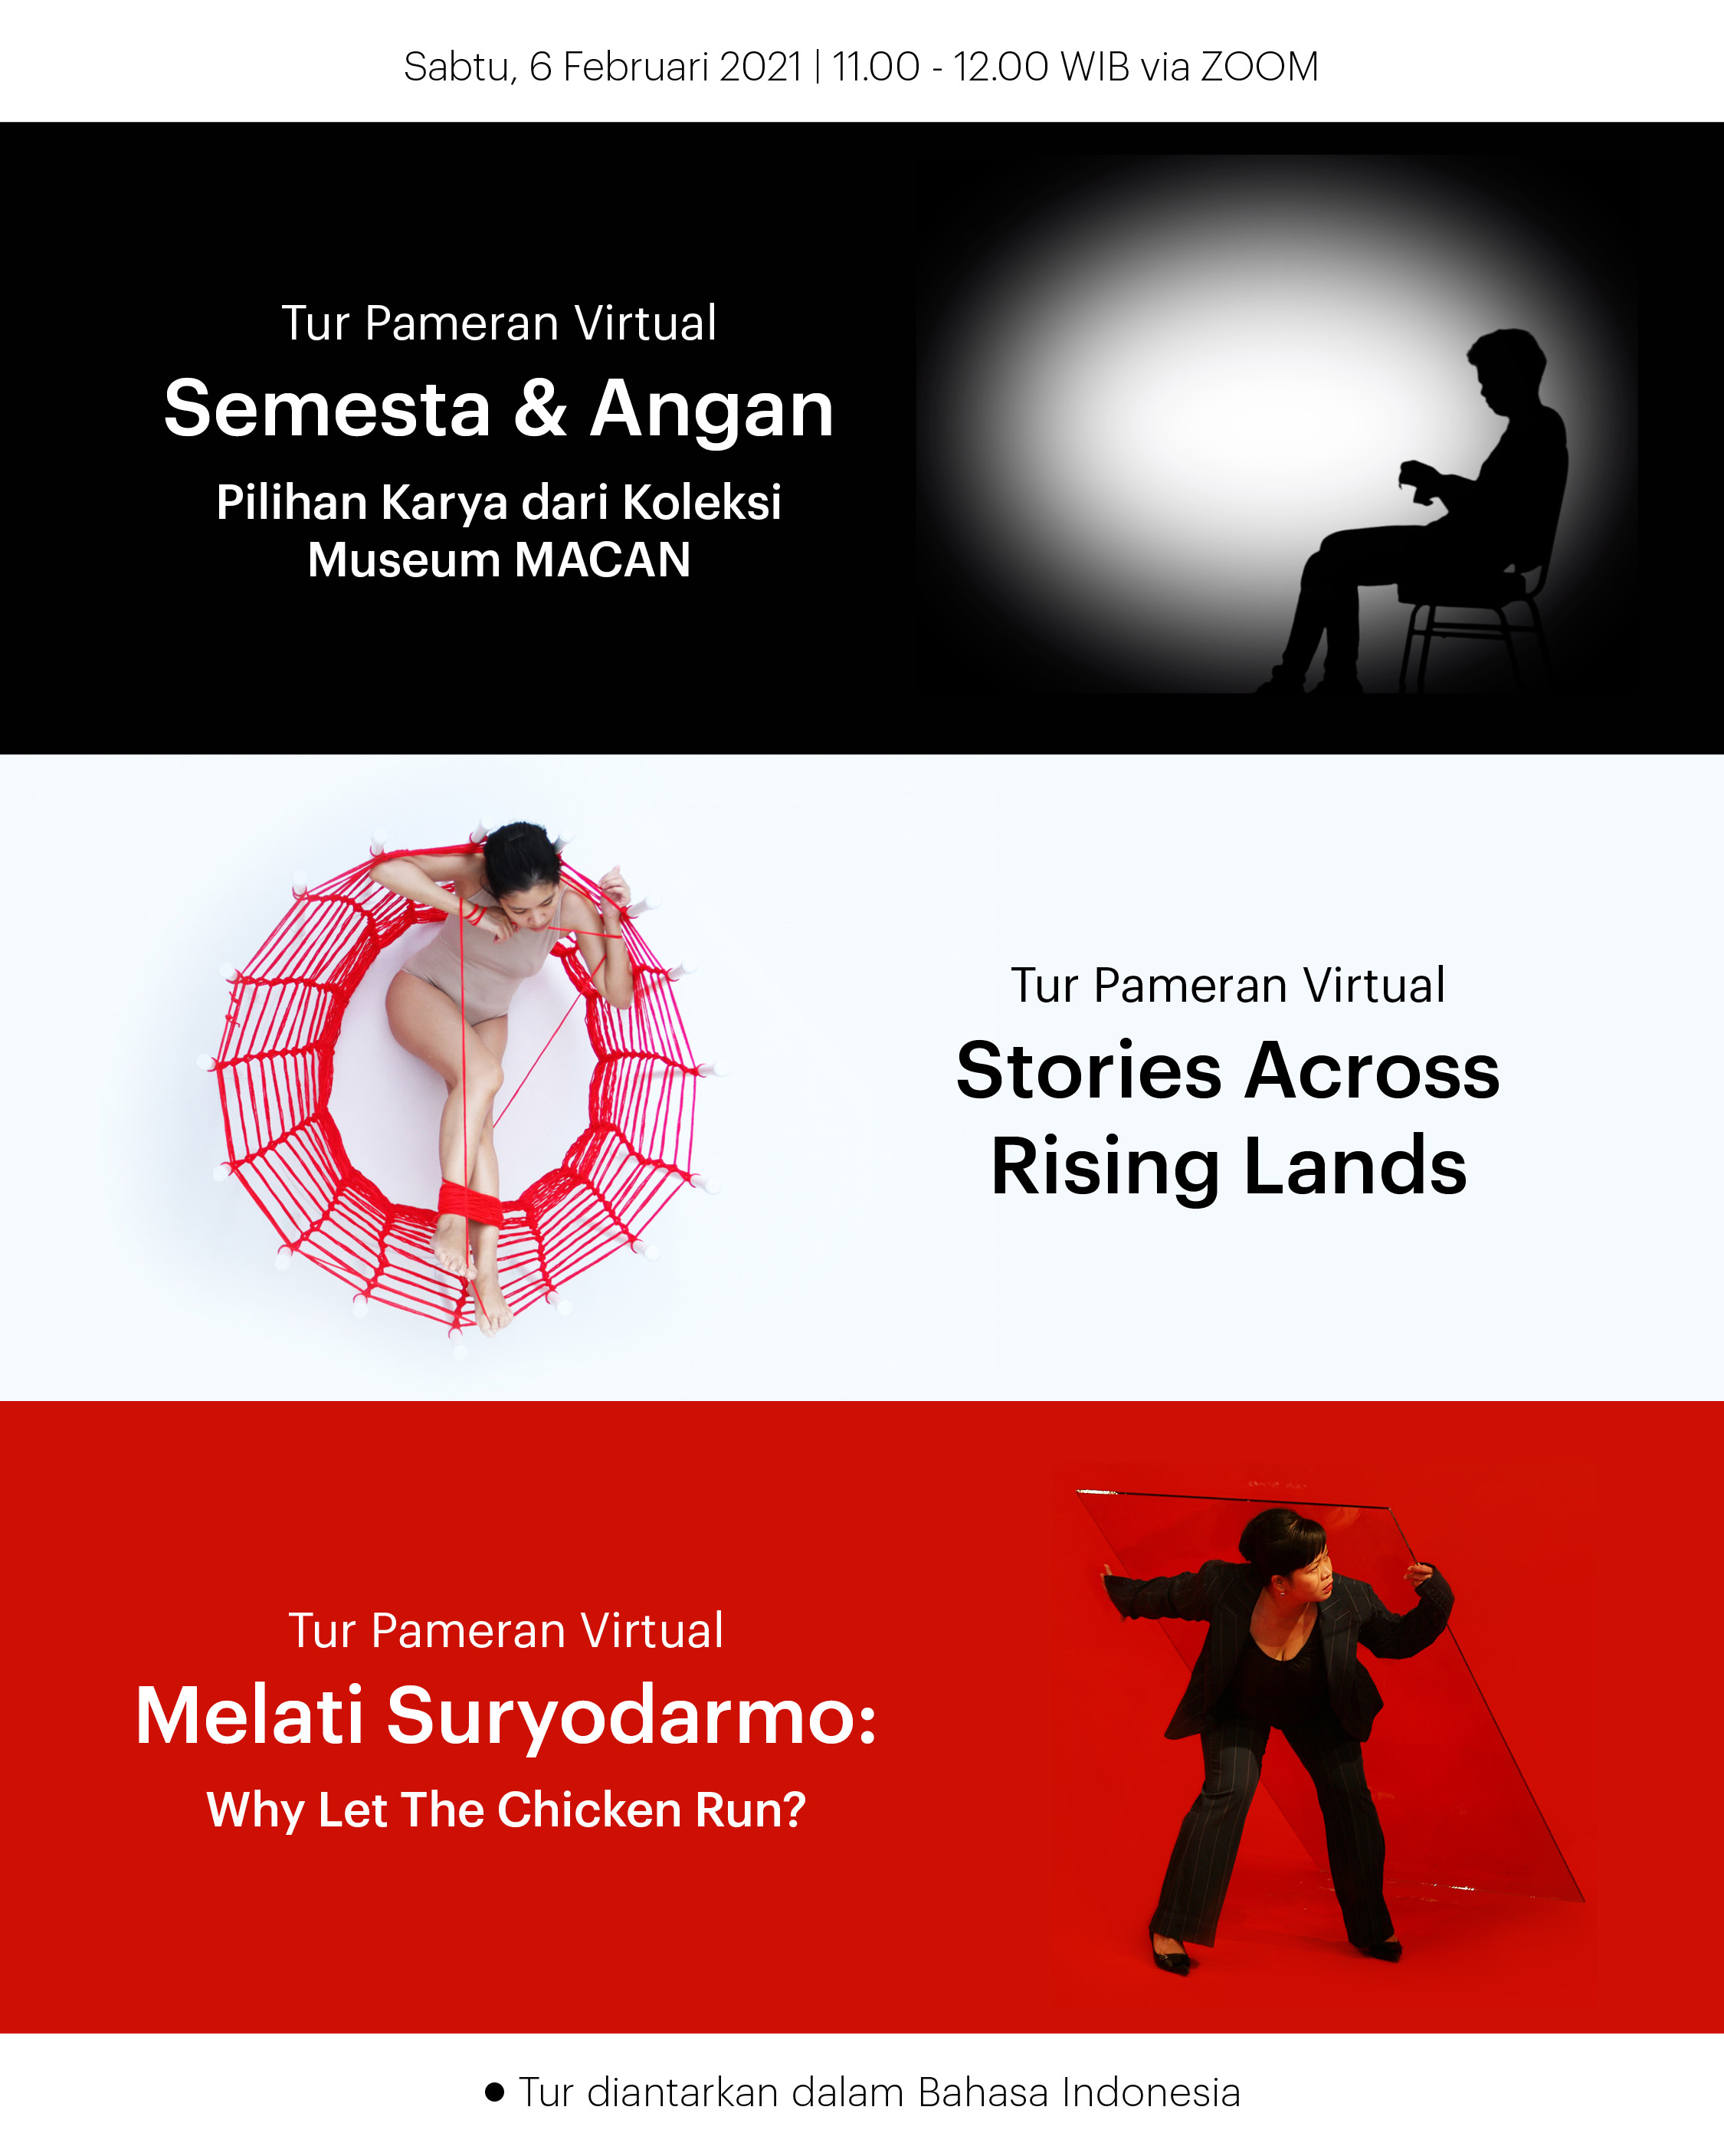 Sabtu, 6 Februari 2021 | 11.00 - 12.00 WIB via ZOOM
Tur Pameran Virtual
Semesta & Angan
Pilihan Karya dari Koleksi
Museum MACAN
Tur Pameran Virtual
Stories Across
Rising Lands
Tur Pameran Virtual
Melati Suryodarmo:
Why Let The Chicken Run?
● Tur diantarkan dalam Bahasa Indonesia